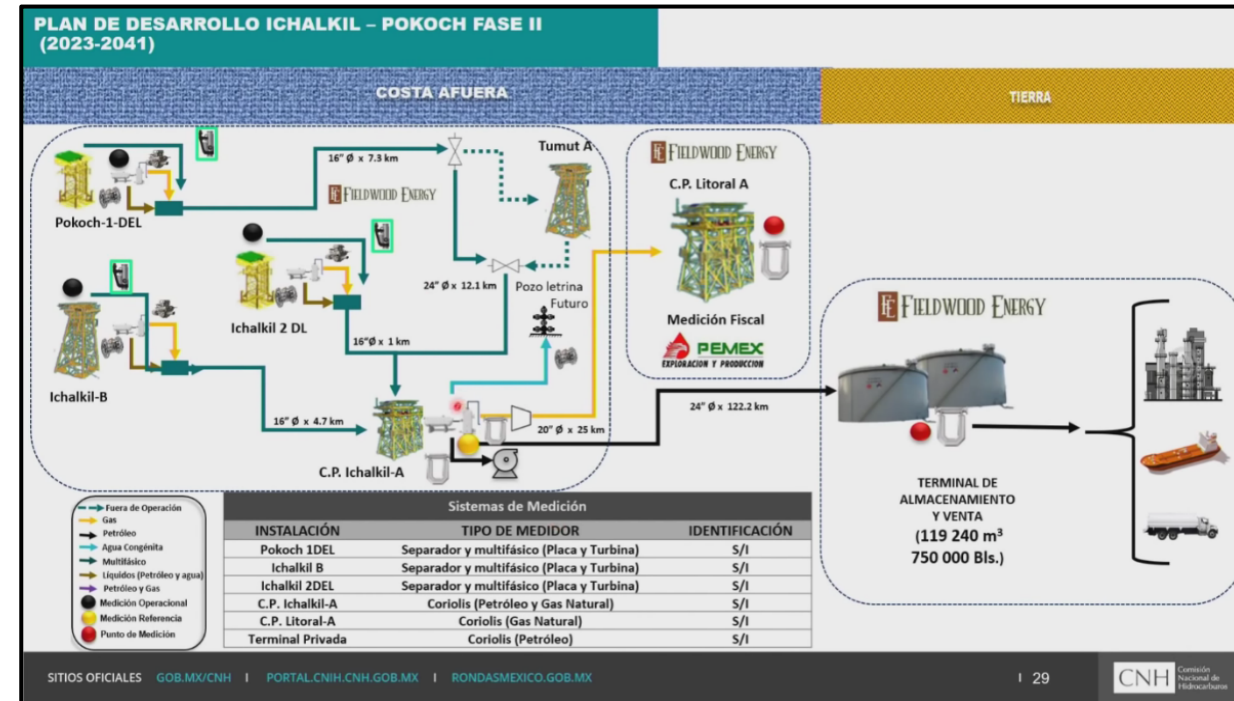 PLAN DE DESARROLLO ICHALKIL – POKOCH FASE II
(2023-2041)
COSTA AFUERA
TIERRA
Pokoch-1-DEL
16" Ø x 7.3 km
FIELDWOOD ENERGY
Tumut A
Ichalkil 2 DL
24" Ø x 12.1 km
Pozo letrina
Futuro
16"Ø x 1 km
Ichalkil-B
16" Ø x 4.7 km
C.P. Ichalkil-A
20" Ø x 25 km
FIELDWOOD ENERGY
C.P. Litoral A
Medición Fiscal
PEMEX
EXPLORACION Y PRODUCCION
24" Ø x 122.2 km
FIELDWOOD ENERGY
TERMINAL DE
ALMACENAMIENTO
Y VENTA
(119 240 m³
750 000 Bls.)
Fuera de Operación
Gas
Petróleo
Agua Congénita
Multifásico
Líquidos (Petróleo y agua)
Petróleo y Gas
Medición Operacional
Medición Referencia
Punto de Medición
Sistemas de Medición
INSTALACIÓN TIPO DE MEDIDOR IDENTIFICACIÓN
Pokoch 1DEL Separador y multifásico (Placa y Turbina) S/I
Ichalkil B Separador y multifásico (Placa y Turbina) S/I
Ichalkil 2DEL Separador y multifásico (Placa y Turbina) S/I
C.P. Ichalkil-A Coriolis (Petróleo y Gas Natural) S/I
C.P. Litoral-A Coriolis (Gas Natural) S/I
Terminal Privada Coriolis (Petróleo) S/I
SITIOS OFICIALES GOB.MX/CNH I PORTAL.CNIH.CNH.GOB.MX I RONDASMEXICO.GOB.MX
I 29
CNH
Comisión
Nacional de
Hidrocarburos